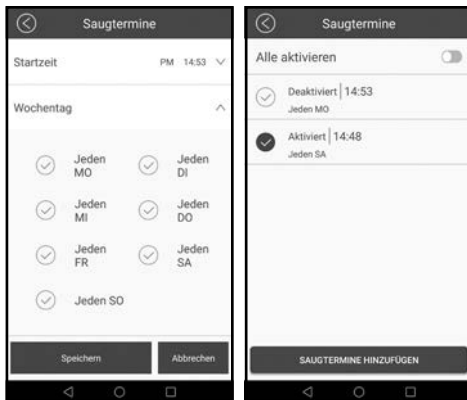 Saugtermine
Startzeit PM 14:53
Wochentag
Jeden MO
Jeden DI
Jeden MI
Jeden DO
Jeden FR
Jeden SA
Jeden SO
Speichern Abbrechen
Saugtermine
Alle aktivieren
Deaktiviert | 14:53
Jeden MO
Aktiviert | 14:48
Jeden SA
SAUGTERMINE HINZUFÜGEN